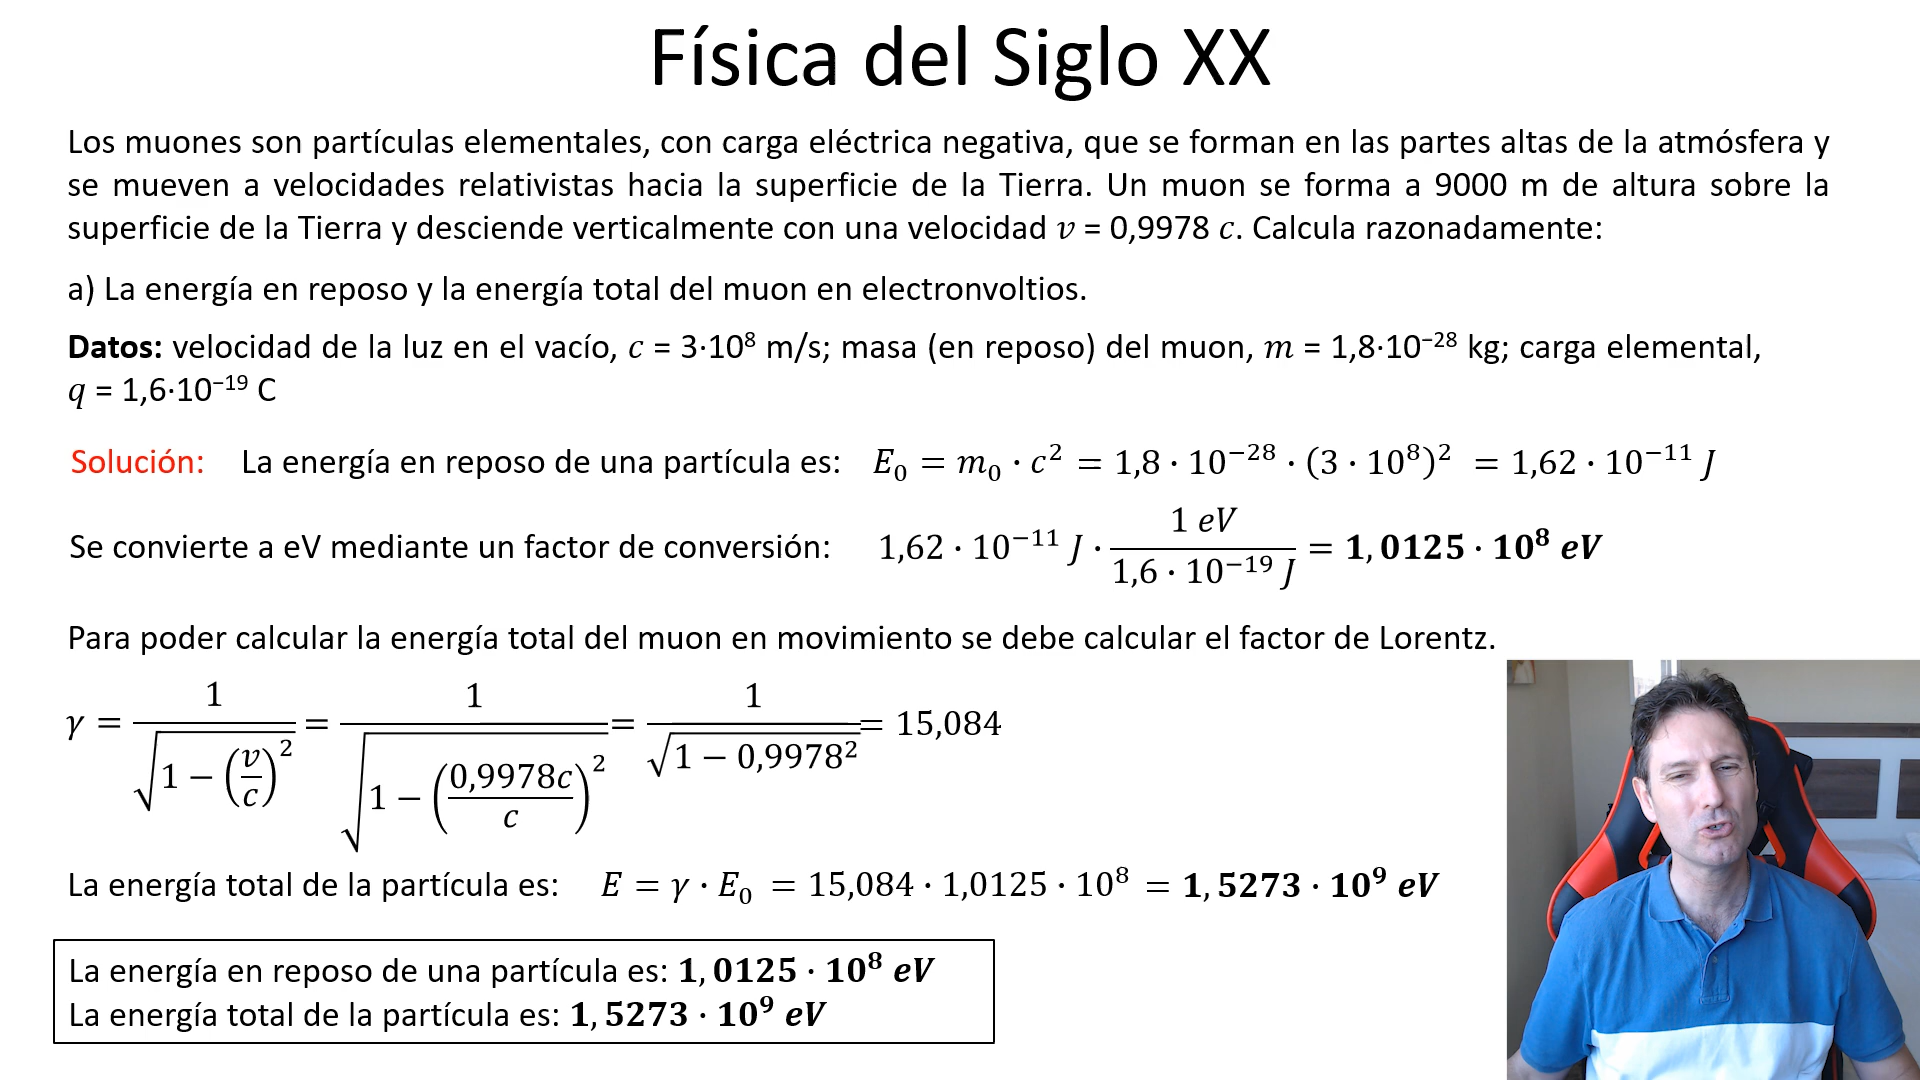 Física del Siglo XX
Los muones son partículas elementales, con carga eléctrica negativa, que se forman en las partes altas de la atmósfera y
se mueven a velocidades relativistas hacia la superficie de la Tierra. Un muon se forma a 9000 m de altura sobre la
superficie de la Tierra y desciende verticalmente con una velocidad v = 0,9978 c. Calcula razonadamente:
a) La energía en reposo y la energía total del muon en electronvoltios.
Datos: velocidad de la luz en el vacío, c = 3·10⁸ m/s; masa (en reposo) del muon, m = 1,8·10⁻²⁸ kg; carga elemental,
q = 1,6·10⁻¹⁹ C
Solución: La energía en reposo de una partícula es: E₀ = m₀ · c² = 1,8 · 10⁻²⁸ · (3 · 10⁸)² = 1,62 · 10⁻¹¹ J
Se convierte a eV mediante un factor de conversión: 1,62 · 10⁻¹¹ J · (1 eV)/(1,6 · 10⁻¹⁹ J) = 1,0125 · 10⁸ eV
Para poder calcular la energía total del muon en movimiento se debe calcular el factor de Lorentz.
γ = 1/√(1 − (v/c)²) = 1/√(1 − (0,9978c/c)²) = 1/√(1 − 0,9978²) = 15,084
La energía total de la partícula es: E = γ · E₀ = 15,084 · 1,0125 · 10⁸ = 1,5273 · 10⁹ eV
La energía en reposo de una partícula es: 1,0125 · 10⁸ eV
La energía total de la partícula es: 1,5273 · 10⁹ eV